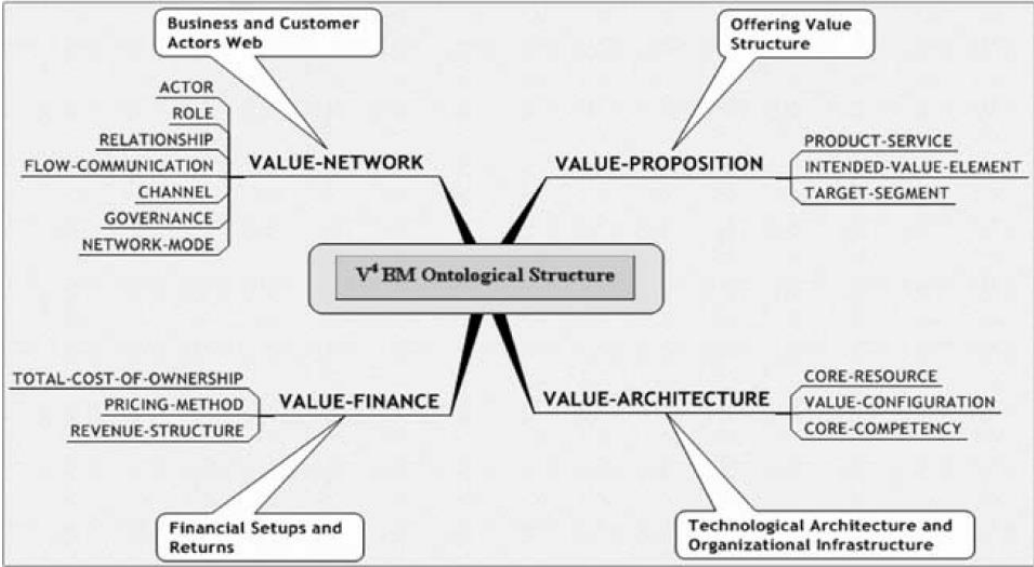 Business and Customer
Actors Web
Offering Value
Structure
ACTOR
ROLE
RELATIONSHIP
FLOW-COMMUNICATION
CHANNEL
GOVERNANCE
NETWORK-MODE
VALUE-NETWORK
VALUE-PROPOSITION
PRODUCT-SERVICE
INTENDED-VALUE-ELEMENT
TARGET-SEGMENT
V⁴ BM Ontological Structure
TOTAL-COST-OF-OWNERSHIP
PRICING-METHOD
REVENUE-STRUCTURE
VALUE-FINANCE
VALUE-ARCHITECTURE
CORE-RESOURCE
VALUE-CONFIGURATION
CORE-COMPETENCY
Financial Setups and
Returns
Technological Architecture and
Organizational Infrastructure